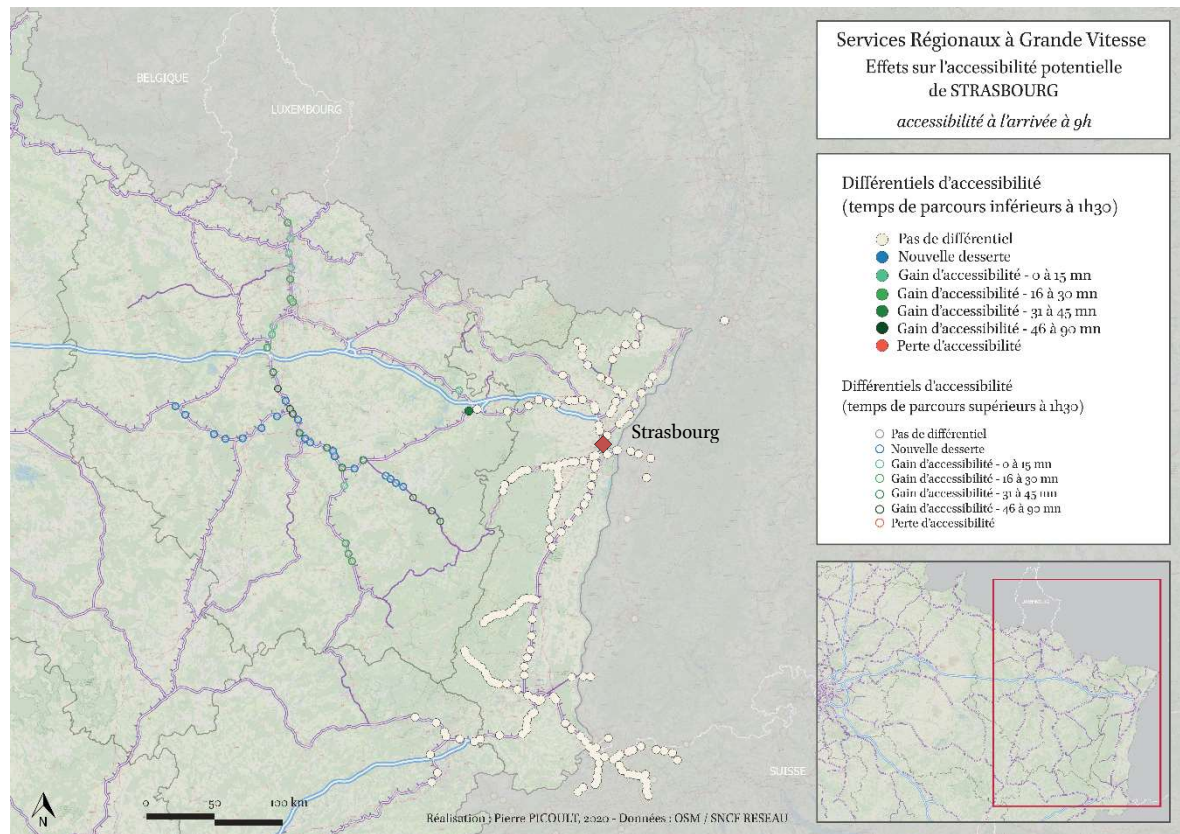 BELGIQUE
LUXEMBOURG
Strasbourg
SUISSE
0 50 100 km
N
Réalisation : Pierre PICOULT, 2020 - Données : OSM / SNCF RESEAU
Services Régionaux à Grande Vitesse
Effets sur l'accessibilité potentielle
de STRASBOURG
accessibilité à l'arrivée à 9h
Différentiels d'accessibilité
(temps de parcours inférieurs à 1h30)
Pas de différentiel
Nouvelle desserte
Gain d'accessibilité - 0 à 15 mn
Gain d'accessibilité - 16 à 30 mn
Gain d'accessibilité - 31 à 45 mn
Gain d'accessibilité - 46 à 90 mn
Perte d'accessibilité
Différentiels d'accessibilité
(temps de parcours supérieurs à 1h30)
Pas de différentiel
Nouvelle desserte
Gain d'accessibilité - 0 à 15 mn
Gain d'accessibilité - 16 à 30 mn
Gain d'accessibilité - 31 à 45 mn
Gain d'accessibilité - 46 à 90 mn
Perte d'accessibilité